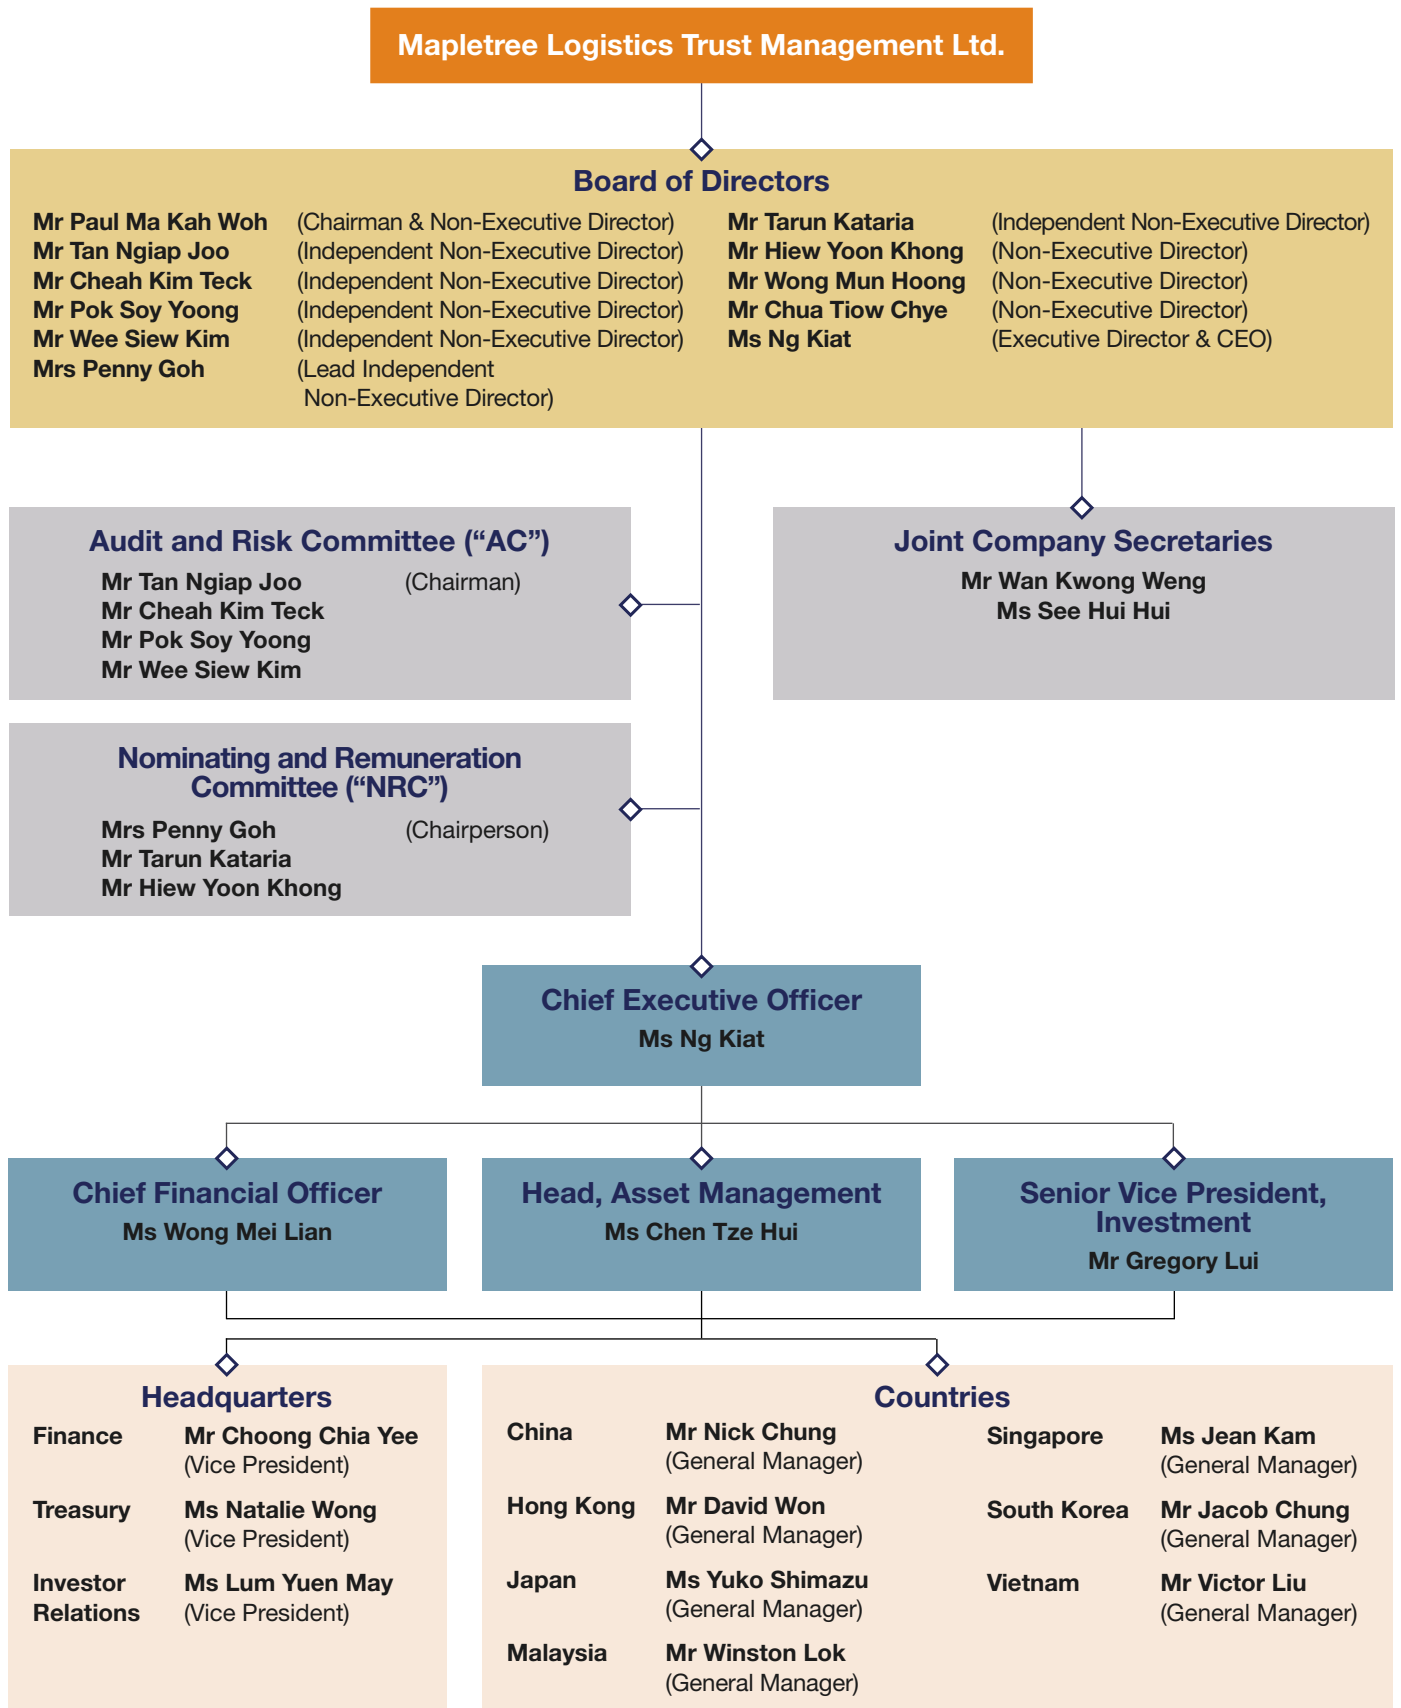 Mapletree Logistics Trust Management Ltd.
Board of Directors
Mr Paul Ma Kah Woh (Chairman & Non-Executive Director)
Mr Tan Ngiap Joo (Independent Non-Executive Director)
Mr Cheah Kim Teck (Independent Non-Executive Director)
Mr Pok Soy Yoong (Independent Non-Executive Director)
Mr Wee Siew Kim (Independent Non-Executive Director)
Mrs Penny Goh (Lead Independent
Non-Executive Director)
Mr Tarun Kataria (Independent Non-Executive Director)
Mr Hiew Yoon Khong (Non-Executive Director)
Mr Wong Mun Hoong (Non-Executive Director)
Mr Chua Tiow Chye (Non-Executive Director)
Ms Ng Kiat (Executive Director & CEO)
Audit and Risk Committee (“AC”)
Mr Tan Ngiap Joo (Chairman)
Mr Cheah Kim Teck
Mr Pok Soy Yoong
Mr Wee Siew Kim
Joint Company Secretaries
Mr Wan Kwong Weng
Ms See Hui Hui
Nominating and Remuneration
Committee (“NRC”)
Mrs Penny Goh (Chairperson)
Mr Tarun Kataria
Mr Hiew Yoon Khong
Chief Executive Officer
Ms Ng Kiat
Chief Financial Officer
Ms Wong Mei Lian
Head, Asset Management
Ms Chen Tze Hui
Senior Vice President,
Investment
Mr Gregory Lui
Headquarters
Finance Mr Choong Chia Yee
(Vice President)
Treasury Ms Natalie Wong
(Vice President)
Investor Ms Lum Yuen May
Relations (Vice President)
Countries
China Mr Nick Chung
(General Manager)
Hong Kong Mr David Won
(General Manager)
Japan Ms Yuko Shimazu
(General Manager)
Malaysia Mr Winston Lok
(General Manager)
Singapore Ms Jean Kam
(General Manager)
South Korea Mr Jacob Chung
(General Manager)
Vietnam Mr Victor Liu
(General Manager)